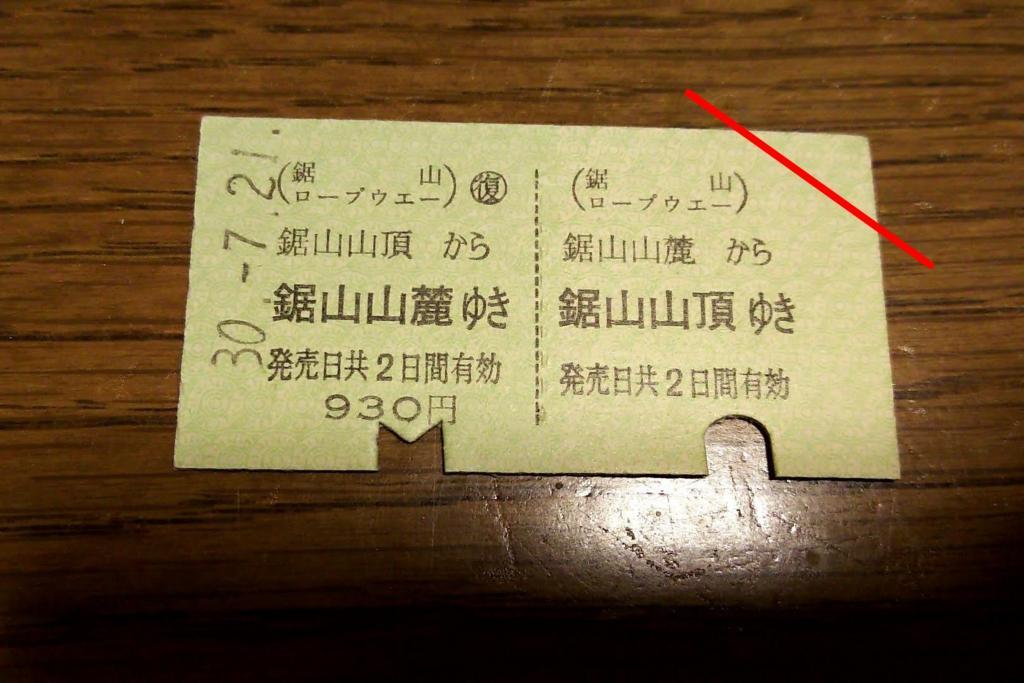 30.-7.21.
(鋸山ロープウエー) ㊝復
鋸山山頂 から
鋸山山麓ゆき
発売日共2日間有効
930円
(鋸山ロープウエー)
鋸山山麓 から
鋸山山頂ゆき
発売日共2日間有効